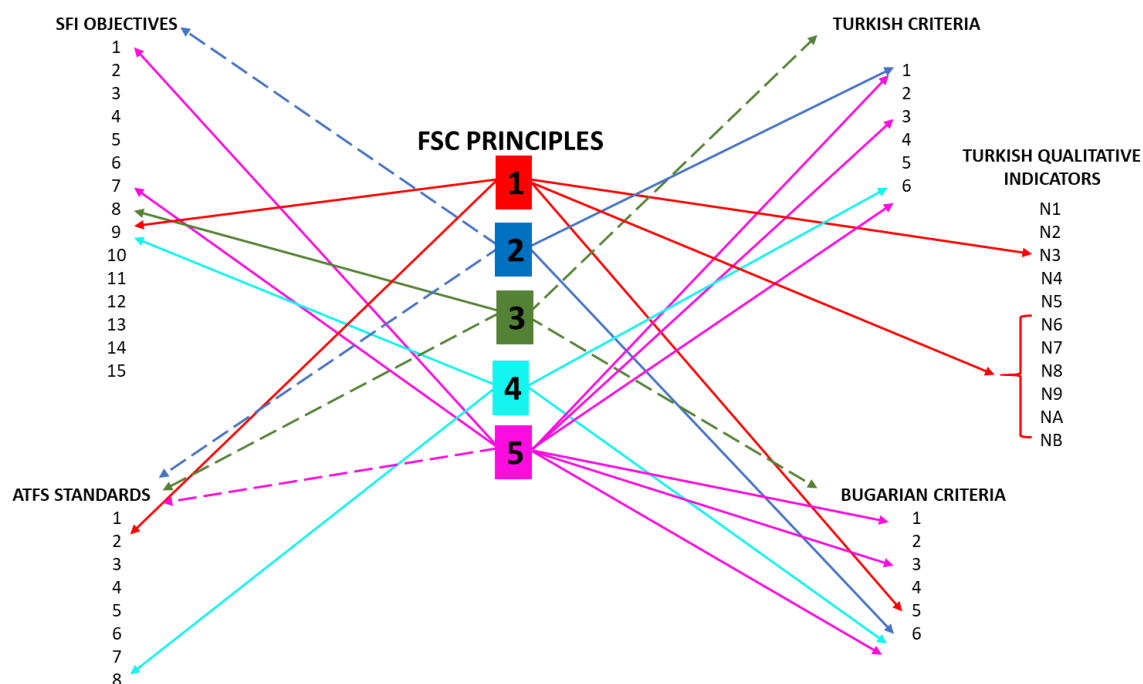 SFI OBJECTIVES
1
2
3
4
5
6
7
8
9
10
11
12
13
14
15
ATFS STANDARDS
1
2
3
4
5
6
7
8
FSC PRINCIPLES
1
2
3
4
5
TURKISH CRITERIA
1
2
3
4
5
6
TURKISH QUALITATIVE
INDICATORS
N1
N2
N3
N4
N5
N6
N7
N8
N9
NA
NB
BUGARIAN CRITERIA
1
2
3
4
5
6